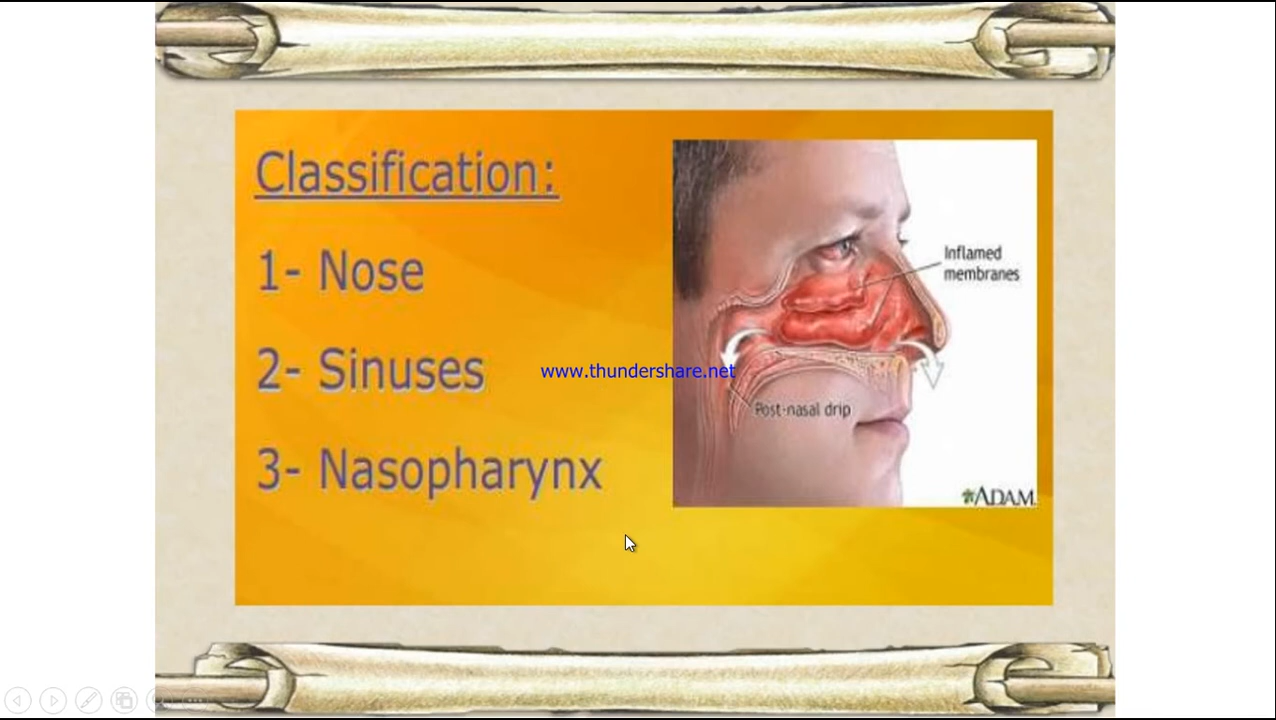 Classification:
1- Nose
2- Sinuses
3- Nasopharynx
www.thundershare.net
Inflamed
membranes
Post-nasal drip
ADAM